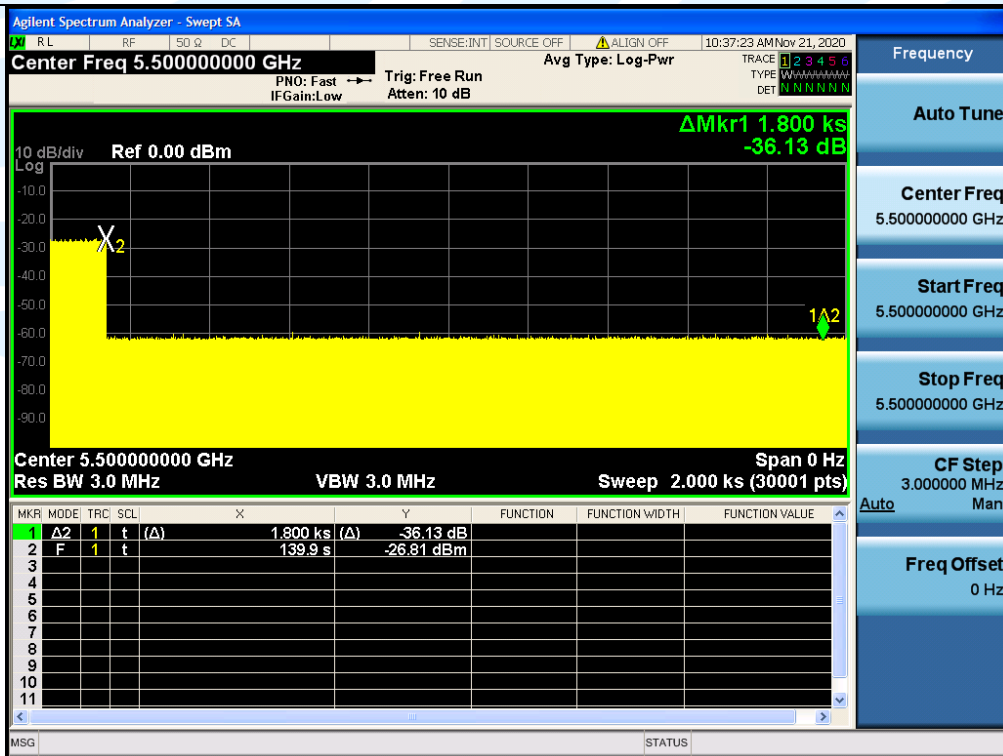 Agilent Spectrum Analyzer - Swept SA
LXI RL RF 50 Ω DC SENSE:INT SOURCE OFF ALIGN OFF 10:37:23 AM Nov 21, 2020
Center Freq 5.500000000 GHz Avg Type: Log-Pwr TRACE 1 2 3 4 5 6
PNO: Fast Trig: Free Run TYPE WWWWWW
IFGain:Low Atten: 10 dB DET N N N N N N
ΔMkr1 1.800 ks
10 dB/div Ref 0.00 dBm -36.13 dB
Log
-10.0
-20.0
2
-30.0
-40.0
-50.0
1Δ2
-60.0
-70.0
-80.0
-90.0
Center 5.500000000 GHz Span 0 Hz
Res BW 3.0 MHz VBW 3.0 MHz Sweep 2.000 ks (30001 pts)
MKR MODE TRC SCL X Y FUNCTION FUNCTION WIDTH FUNCTION VALUE
1 Δ2 1 t (Δ) 1.800 ks (Δ) -36.13 dB
2 F 1 t 139.9 s -26.81 dBm
3
4
5
6
7
8
9
10
11
MSG STATUS
Frequency
Auto Tune
Center Freq
5.500000000 GHz
Start Freq
5.500000000 GHz
Stop Freq
5.500000000 GHz
CF Step
3.000000 MHz
Auto Man
Freq Offset
0 Hz